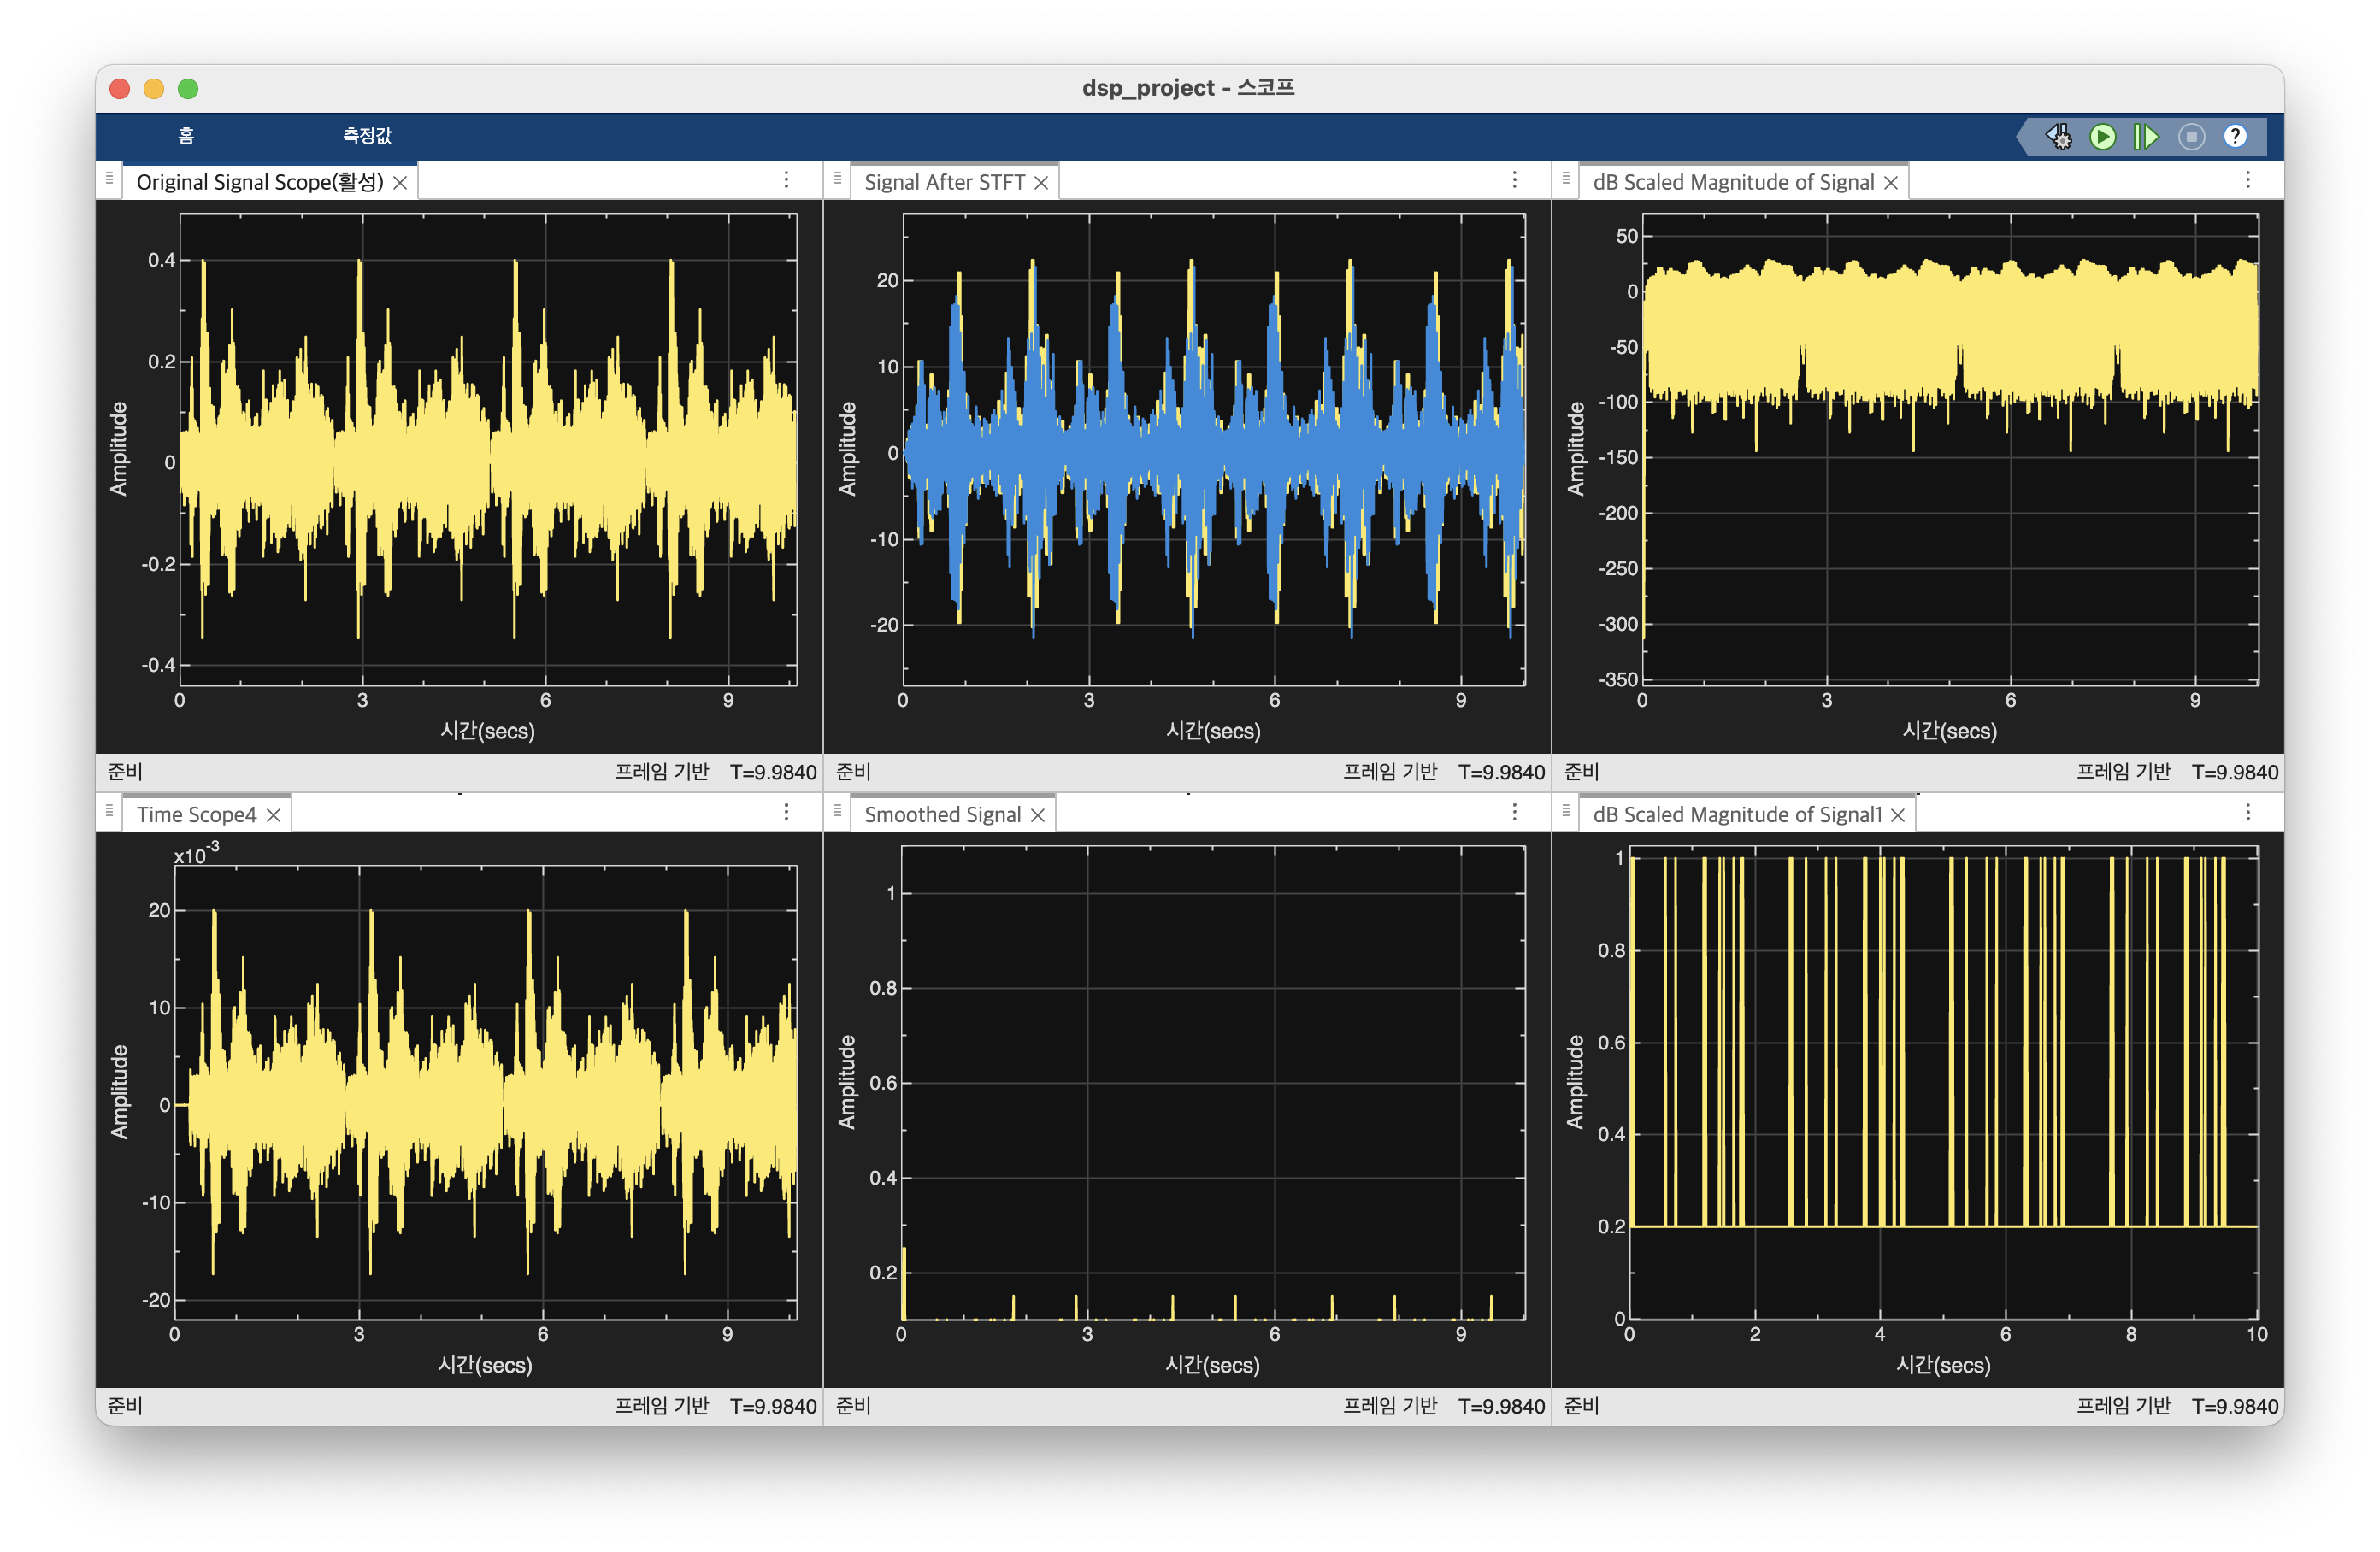 dsp_project - 스코프
홈 측정값
Original Signal Scope(활성)
0.4
0.2
0
-0.2
-0.4
Amplitude
0 3 6 9
시간(secs)
준비 프레임 기반 T=9.9840
Signal After STFT
20
10
0
-10
-20
Amplitude
0 3 6 9
시간(secs)
준비 프레임 기반 T=9.9840
dB Scaled Magnitude of Signal
50
0
-50
-100
-150
-200
-250
-300
-350
Amplitude
0 3 6 9
시간(secs)
준비 프레임 기반 T=9.9840
Time Scope4
x10-3
20
10
0
-10
-20
Amplitude
0 3 6 9
시간(secs)
준비 프레임 기반 T=9.9840
Smoothed Signal
1
0.8
0.6
0.4
0.2
Amplitude
0 3 6 9
시간(secs)
준비 프레임 기반 T=9.9840
dB Scaled Magnitude of Signal1
1
0.8
0.6
0.4
0.2
0
Amplitude
0 2 4 6 8 10
시간(secs)
준비 프레임 기반 T=9.9840